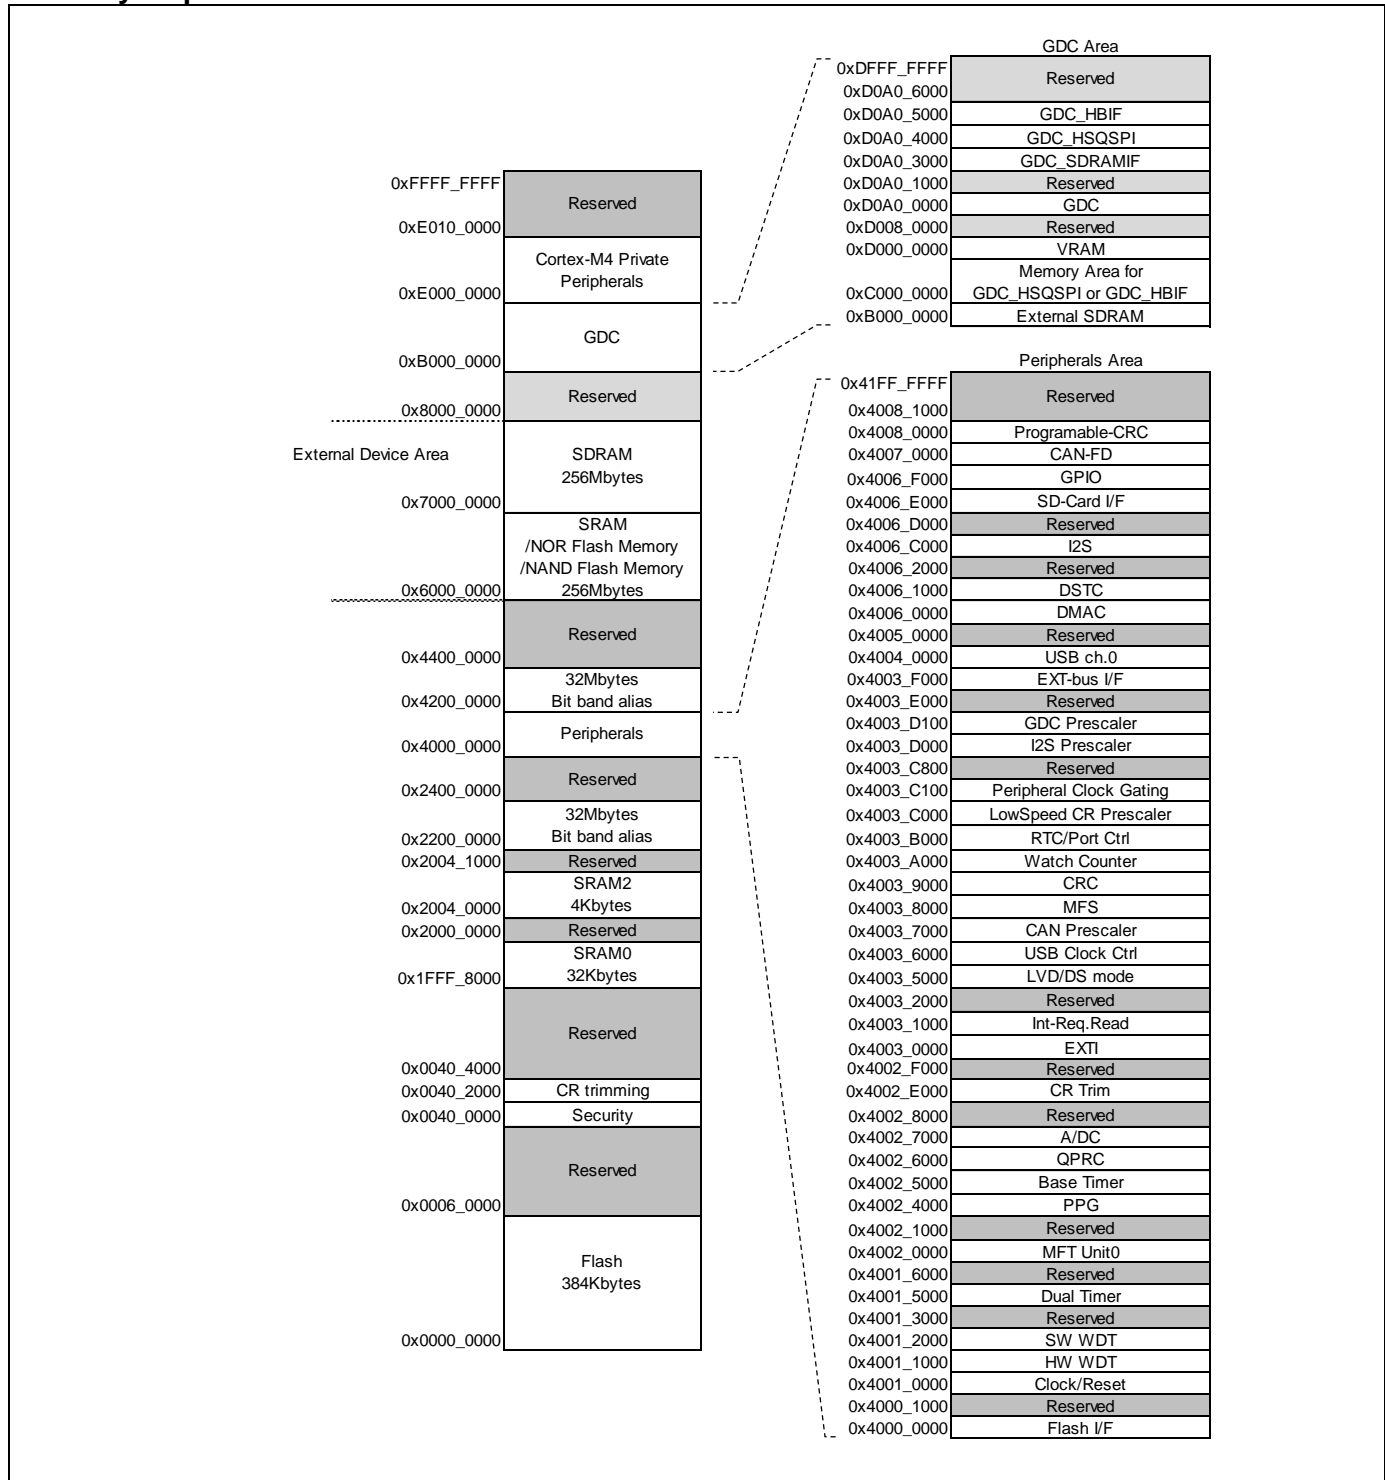 0xFFFF_FFFF
Reserved
0xE010_0000
Cortex-M4 Private
Peripherals
0xE000_0000
GDC
0xB000_0000
Reserved
0x8000_0000
External Device Area
SDRAM
256Mbytes
0x7000_0000
SRAM
/NOR Flash Memory
/NAND Flash Memory
0x6000_0000 256Mbytes
Reserved
0x4400_0000
32Mbytes
0x4200_0000 Bit band alias
Peripherals
0x4000_0000
Reserved
0x2400_0000
32Mbytes
0x2200_0000 Bit band alias
0x2004_1000 Reserved
SRAM2
0x2004_0000 4Kbytes
0x2000_0000 Reserved
SRAM0
0x1FFF_8000 32Kbytes
Reserved
0x0040_4000
0x0040_2000 CR trimming
0x0040_0000 Security
Reserved
0x0006_0000
Flash
384Kbytes
0x0000_0000
GDC Area
0xDFFF_FFFF
Reserved
0xD0A0_6000
0xD0A0_5000 GDC_HBIF
0xD0A0_4000 GDC_HSQSPI
0xD0A0_3000 GDC_SDRAMIF
0xD0A0_1000 Reserved
0xD0A0_0000 GDC
0xD008_0000 Reserved
0xD000_0000 VRAM
Memory Area for
0xC000_0000 GDC_HSQSPI or GDC_HBIF
0xB000_0000 External SDRAM
Peripherals Area
0x41FF_FFFF
Reserved
0x4008_1000
0x4008_0000 Programable-CRC
0x4007_0000 CAN-FD
0x4006_F000 GPIO
0x4006_E000 SD-Card I/F
0x4006_D000 Reserved
0x4006_C000 I2S
0x4006_2000 Reserved
0x4006_1000 DSTC
0x4006_0000 DMAC
0x4005_0000 Reserved
0x4004_0000 USB ch.0
0x4003_F000 EXT-bus I/F
0x4003_E000 Reserved
0x4003_D100 GDC Prescaler
0x4003_D000 I2S Prescaler
0x4003_C800 Reserved
0x4003_C100 Peripheral Clock Gating
0x4003_C000 LowSpeed CR Prescaler
0x4003_B000 RTC/Port Ctrl
0x4003_A000 Watch Counter
0x4003_9000 CRC
0x4003_8000 MFS
0x4003_7000 CAN Prescaler
0x4003_6000 USB Clock Ctrl
0x4003_5000 LVD/DS mode
0x4003_2000 Reserved
0x4003_1000 Int-Req.Read
0x4003_0000 EXTI
0x4002_F000 Reserved
0x4002_E000 CR Trim
0x4002_8000 Reserved
0x4002_7000 A/DC
0x4002_6000 QPRC
0x4002_5000 Base Timer
0x4002_4000 PPG
0x4002_1000 Reserved
0x4002_0000 MFT Unit0
0x4001_6000 Reserved
0x4001_5000 Dual Timer
0x4001_3000 Reserved
0x4001_2000 SW WDT
0x4001_1000 HW WDT
0x4001_0000 Clock/Reset
0x4000_1000 Reserved
0x4000_0000 Flash I/F